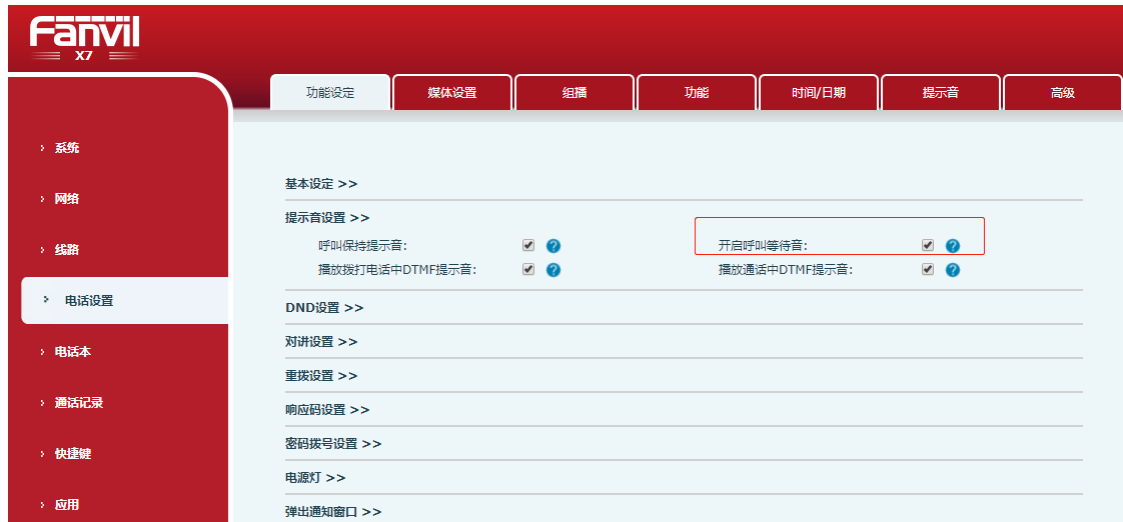 Fanvil
X7
功能设定 媒体设置 组播 功能 时间/日期 提示音 高级
› 系统
› 网络
› 线路
› 电话设置
› 电话本
› 通话记录
› 快捷键
› 应用
基本设定 >>
提示音设置 >>
呼叫保持提示音: ? 开启呼叫等待音: ?
播放拨打电话中DTMF提示音: ? 播放通话中DTMF提示音: ?
DND设置 >>
对讲设置 >>
重拨设置 >>
响应码设置 >>
密码拨号设置 >>
电源灯 >>
弹出通知窗口 >>